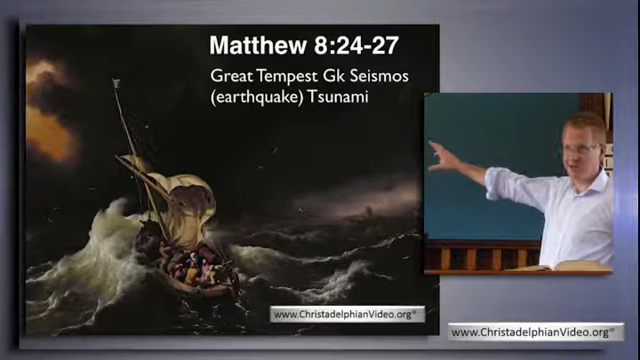 Matthew 8:24-27
Great Tempest Gk Seismos
(earthquake) Tsunami
www.ChristadelphianVideo.org®
www.ChristadelphianVideo.org®